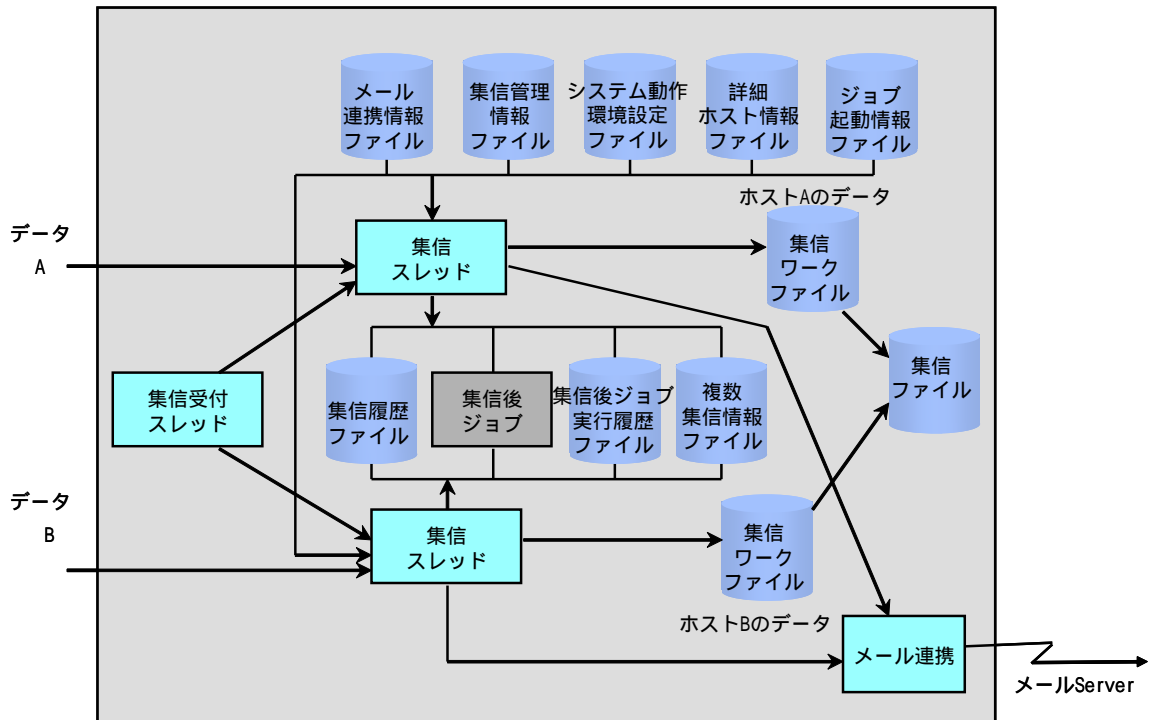 メール
連携情報
ファイル
集信管理
情報
ファイル
システム動作
環境設定
ファイル
詳細
ホスト情報
ファイル
ジョブ
起動情報
ファイル
ホストAのデータ
データ
A
集信
スレッド
集信
ワーク
ファイル
集信
ファイル
集信受付
スレッド
集信履歴
ファイル
集信後
ジョブ
集信後ジョブ
実行履歴
ファイル
複数
集信情報
ファイル
データ
B
集信
スレッド
集信
ワーク
ファイル
ホストBのデータ
メール連携
メールServer